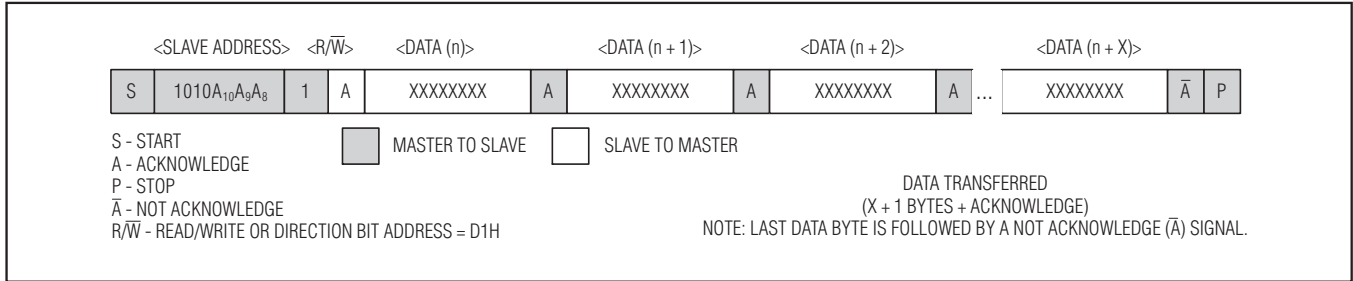 <SLAVE ADDRESS> <R/W̅> <DATA (n)> <DATA (n + 1)> <DATA (n + 2)> <DATA (n + X)>
S 1010A₁₀A₉A₈ 1 A XXXXXXXX A XXXXXXXX A XXXXXXXX A ... XXXXXXXX A̅ P
S - START
MASTER TO SLAVE SLAVE TO MASTER
A - ACKNOWLEDGE
P - STOP
A̅ - NOT ACKNOWLEDGE
R/W̅ - READ/WRITE OR DIRECTION BIT ADDRESS = D1H
DATA TRANSFERRED
(X + 1 BYTES + ACKNOWLEDGE)
NOTE: LAST DATA BYTE IS FOLLOWED BY A NOT ACKNOWLEDGE (A̅) SIGNAL.